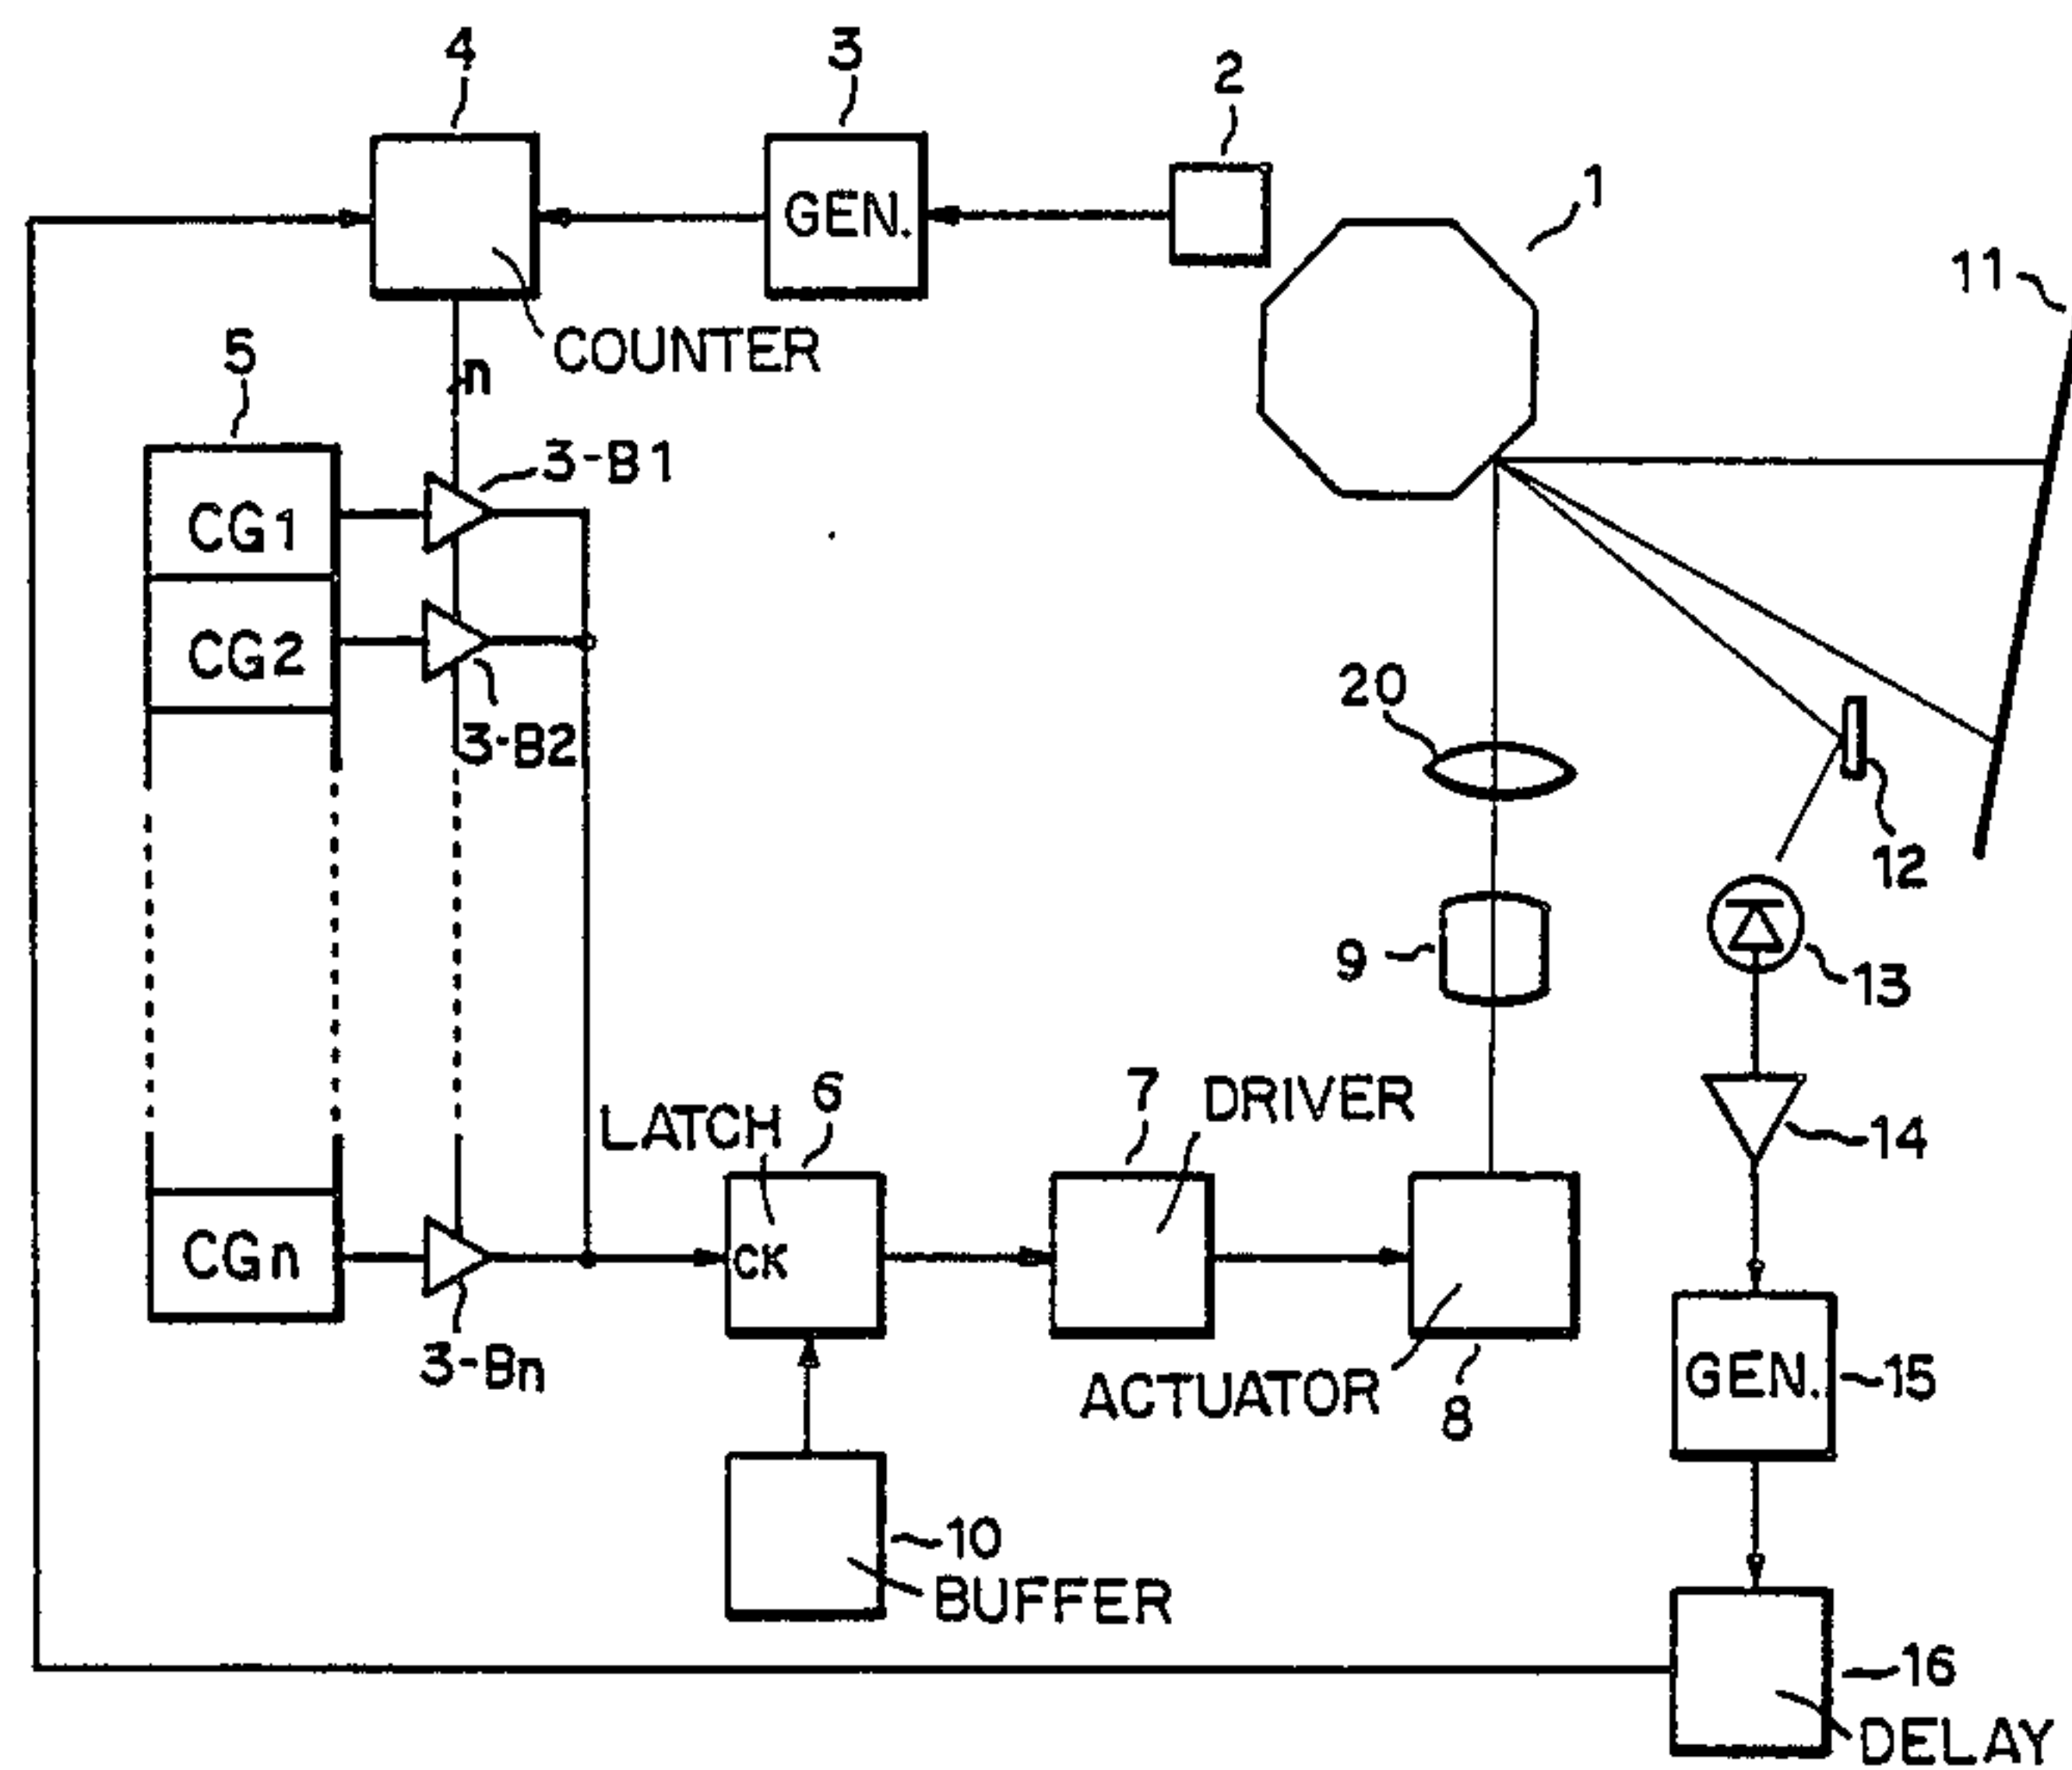 4
3
2
1
11
GEN.
COUNTER
n
5
3-B1
CG1
CG2
3-B2
20
12
9
13
LATCH
6
7
DRIVER
14
CK
CGn
3-Bn
ACTUATOR
8
GEN.
15
10
BUFFER
16
DELAY